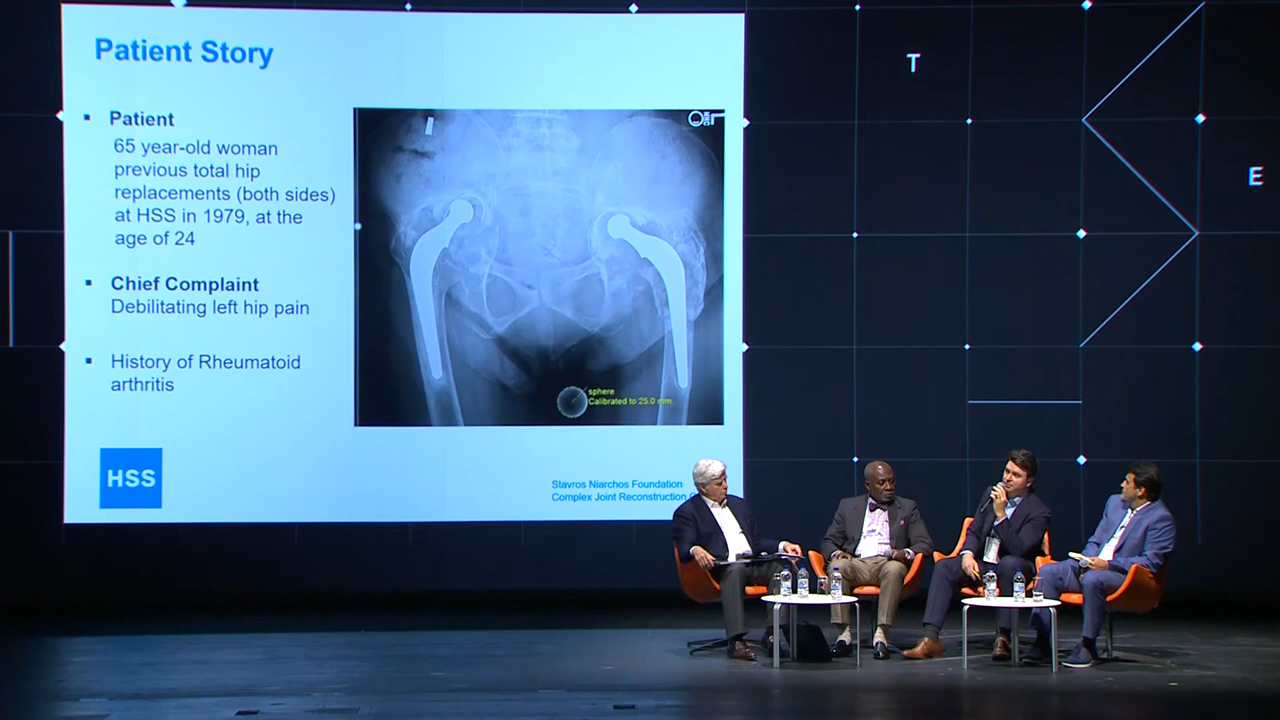 Patient Story
Patient
65 year-old woman
previous total hip
replacements (both sides)
at HSS in 1979, at the
age of 24
Chief Complaint
Debilitating left hip pain
History of Rheumatoid
arthritis
sphere
Calibrated to 25.0 mm
HSS
Stavros Niarchos Foundation
Complex Joint Reconstruction
T
E